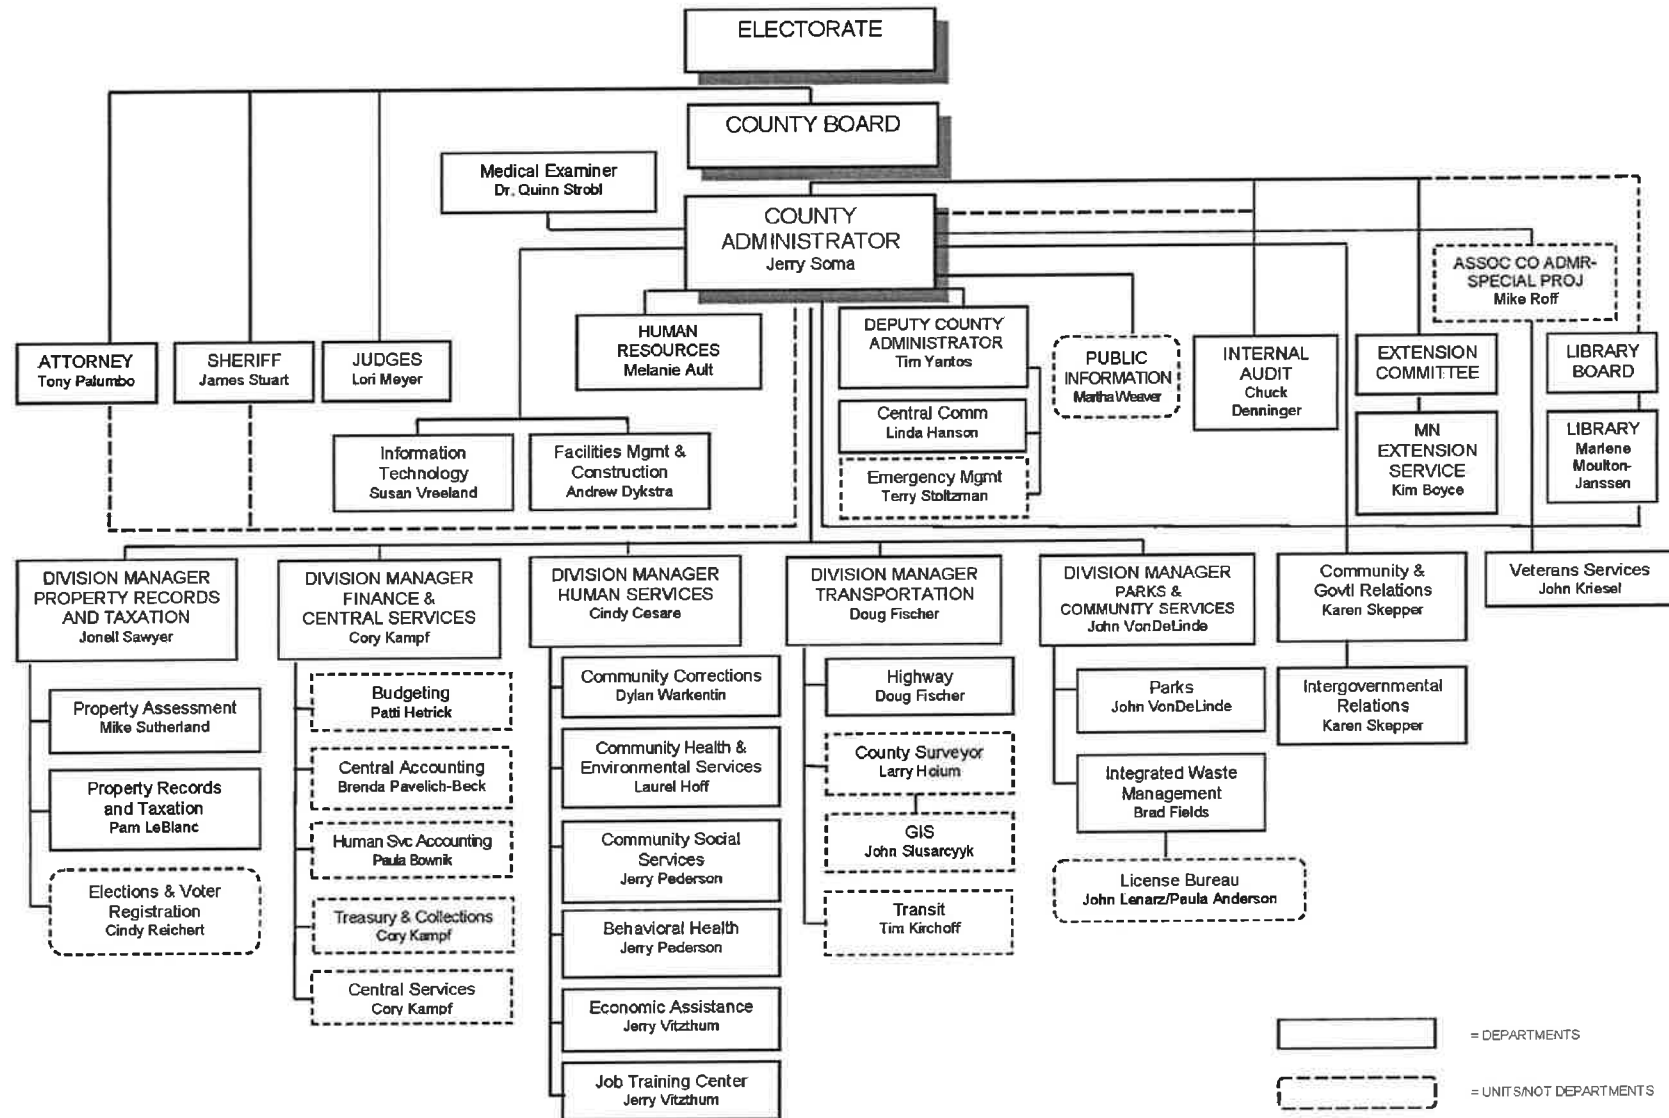 ELECTORATE
COUNTY BOARD
Medical Examiner
Dr. Quinn Strobl
COUNTY
ADMINISTRATOR
Jerry Soma
ASSOC CO ADMR-
SPECIAL PROJ
Mike Roff
ATTORNEY
Tony Palumbo
SHERIFF
James Stuart
JUDGES
Lori Meyer
HUMAN
RESOURCES
Melanie Ault
DEPUTY COUNTY
ADMINISTRATOR
Tim Yantos
PUBLIC
INFORMATION
Martha Weaver
INTERNAL
AUDIT
Chuck
Denninger
EXTENSION
COMMITTEE
LIBRARY
BOARD
Information
Technology
Susan Vreeland
Facilities Mgmt &
Construction
Andrew Dykstra
Central Comm
Linda Hanson
Emergency Mgmt
Terry Stoltzman
MN
EXTENSION
SERVICE
Kim Boyce
LIBRARY
Marlene
Moulton-
Janssen
DIVISION MANAGER
PROPERTY RECORDS
AND TAXATION
Jonell Sawyer
DIVISION MANAGER
FINANCE &
CENTRAL SERVICES
Cory Kampf
DIVISION MANAGER
HUMAN SERVICES
Cindy Cesare
DIVISION MANAGER
TRANSPORTATION
Doug Fischer
DIVISION MANAGER
PARKS &
COMMUNITY SERVICES
John VonDeLinde
Community &
Govtl Relations
Karen Skepper
Veterans Services
John Kriesel
Property Assessment
Mike Sutherland
Property Records
and Taxation
Pam LeBlanc
Elections & Voter
Registration
Cindy Reichert
Budgeting
Patti Hetrick
Central Accounting
Brenda Pavelich-Beck
Human Svc Accounting
Paula Bownik
Treasury & Collections
Cory Kampf
Central Services
Cory Kampf
Community Corrections
Dylan Warkentin
Community Health &
Environmental Services
Laurel Hoff
Community Social
Services
Jerry Pederson
Behavioral Health
Jerry Pederson
Economic Assistance
Jerry Vitzthum
Job Training Center
Jerry Vitzthum
Highway
Doug Fischer
County Surveyor
Larry Hoium
GIS
John Slusarcyyk
Transit
Tim Kirchoff
Parks
John VonDeLinde
Integrated Waste
Management
Brad Fields
License Bureau
John Lenarz/Paula Anderson
Intergovernmental
Relations
Karen Skepper
= DEPARTMENTS
= UNITS/NOT DEPARTMENTS